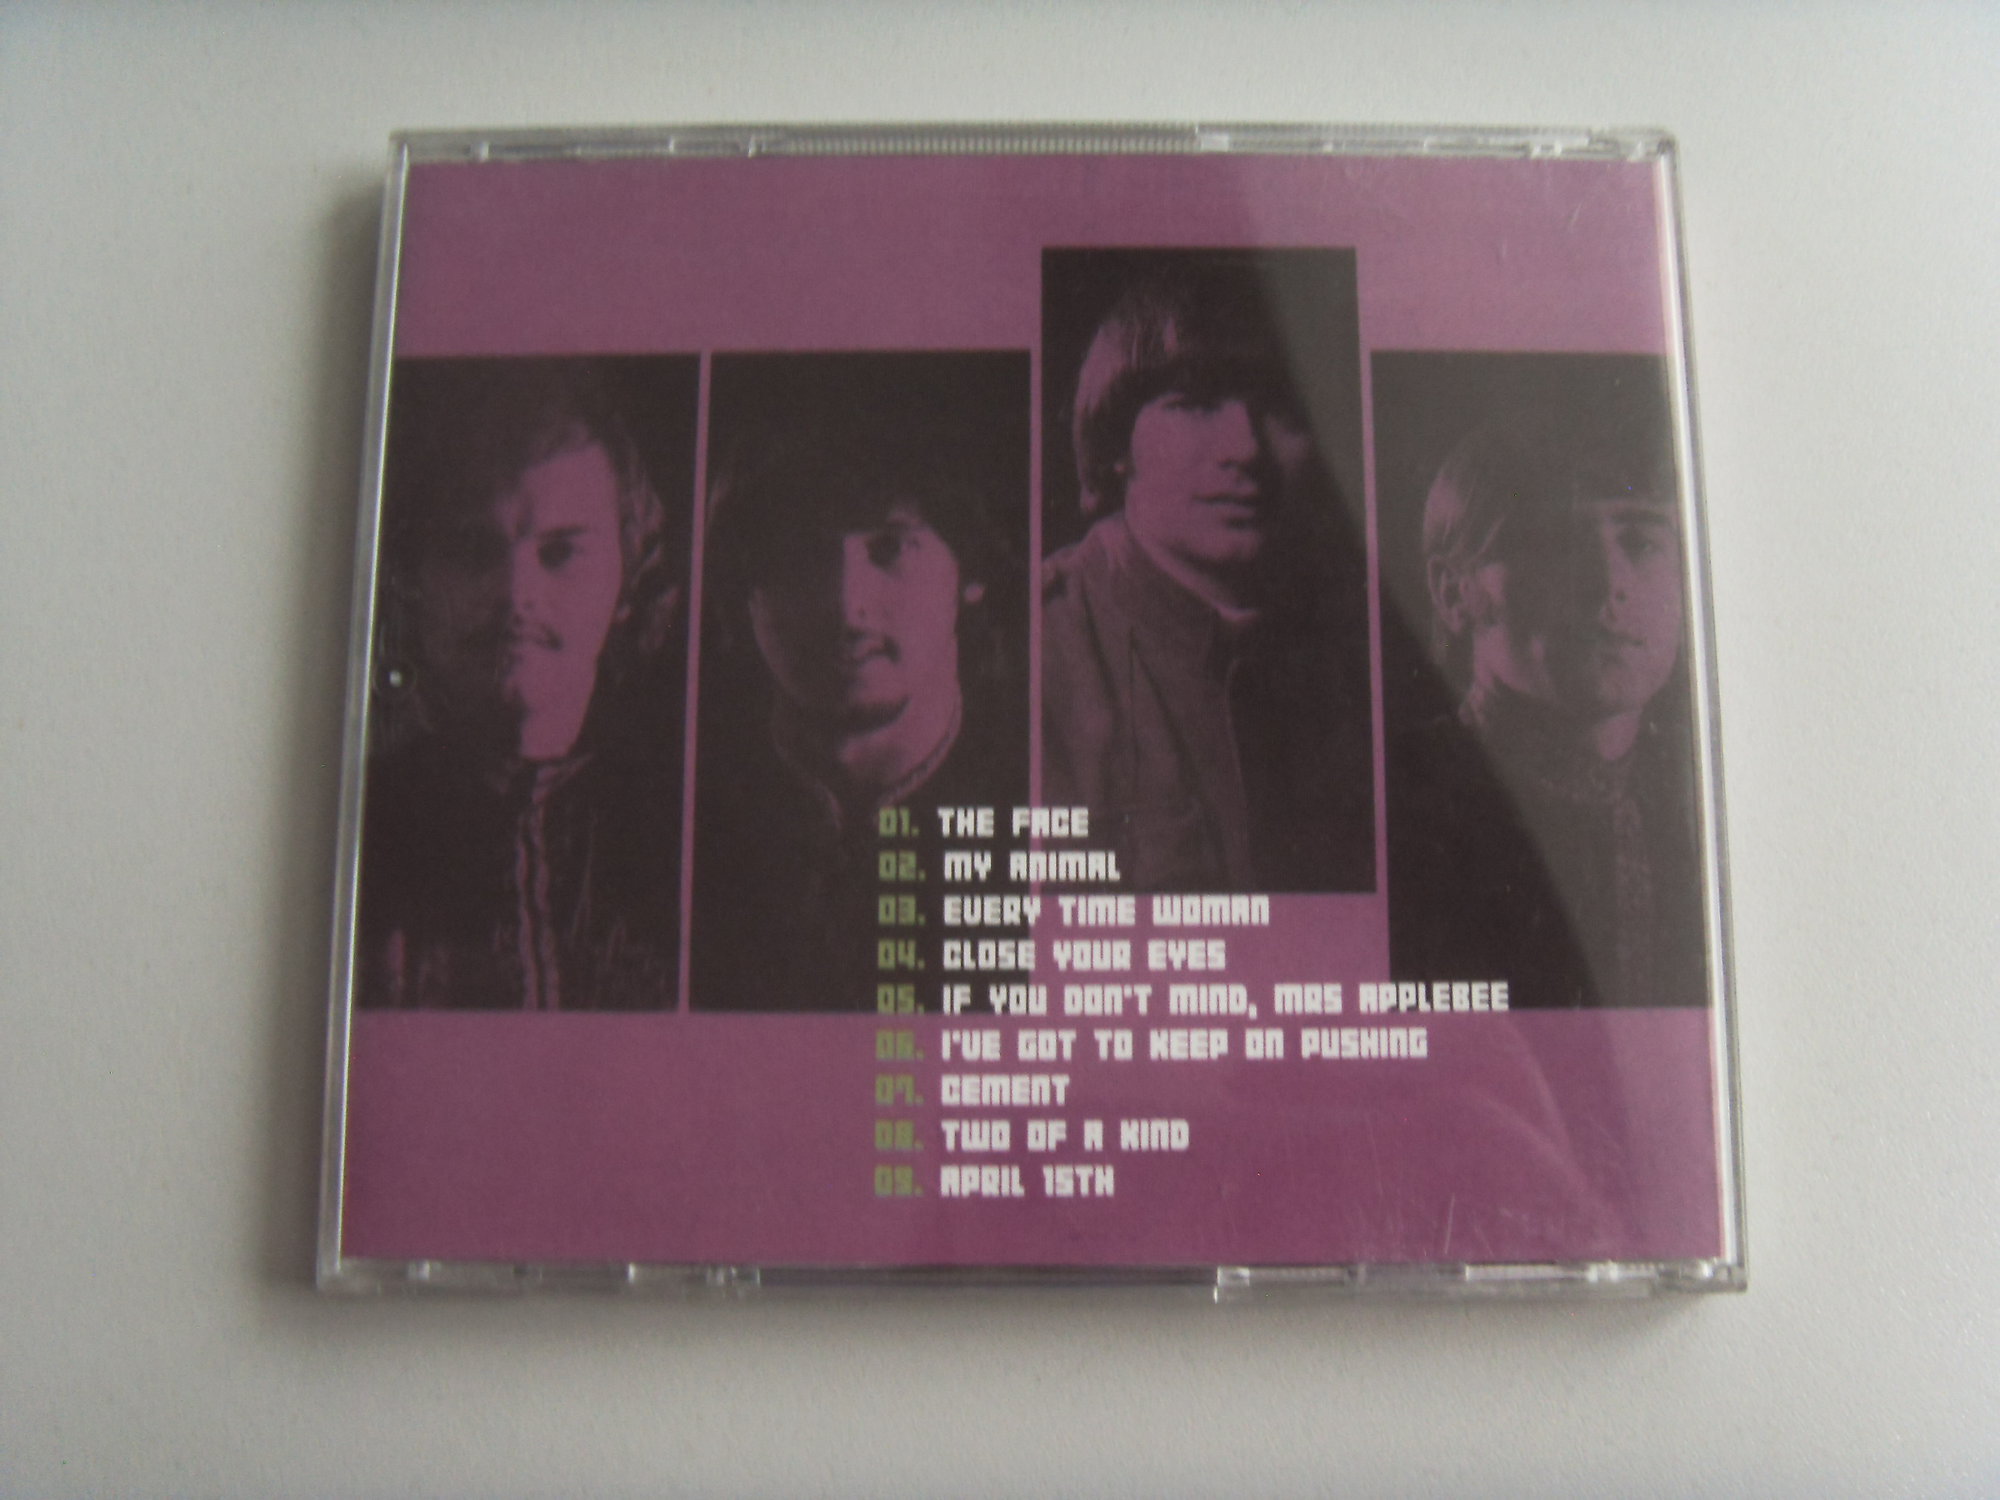 01. THE FACE
02. MY ANIMAL
03. EVERY TIME WOMAN
04. CLOSE YOUR EYES
05. IF YOU DON'T MIND, MRS APPLEBEE
06. I'VE GOT TO KEEP ON PUSHING
07. CEMENT
08. TWO OF A KIND
09. APRIL 15TH